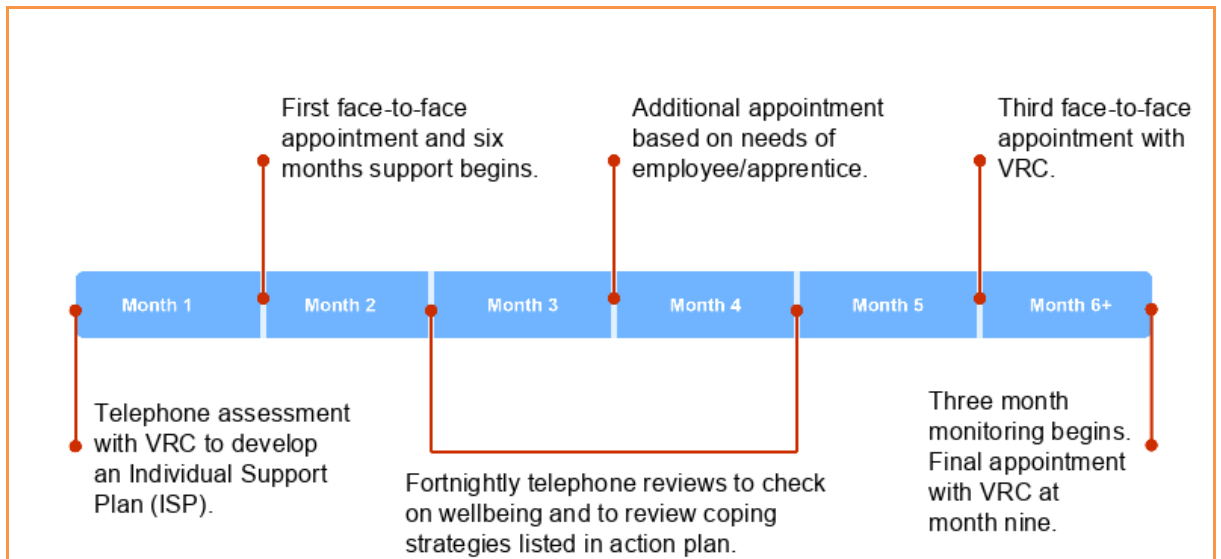 First face-to-face
appointment and six
months support begins.
Additional appointment
based on needs of
employee/apprentice.
Third face-to-face
appointment with
VRC.
Month 1
Month 2
Month 3
Month 4
Month 5
Month 6+
Telephone assessment
with VRC to develop
an Individual Support
Plan (ISP).
Fortnightly telephone reviews to check
on wellbeing and to review coping
strategies listed in action plan.
Three month
monitoring begins.
Final appointment
with VRC at
month nine.